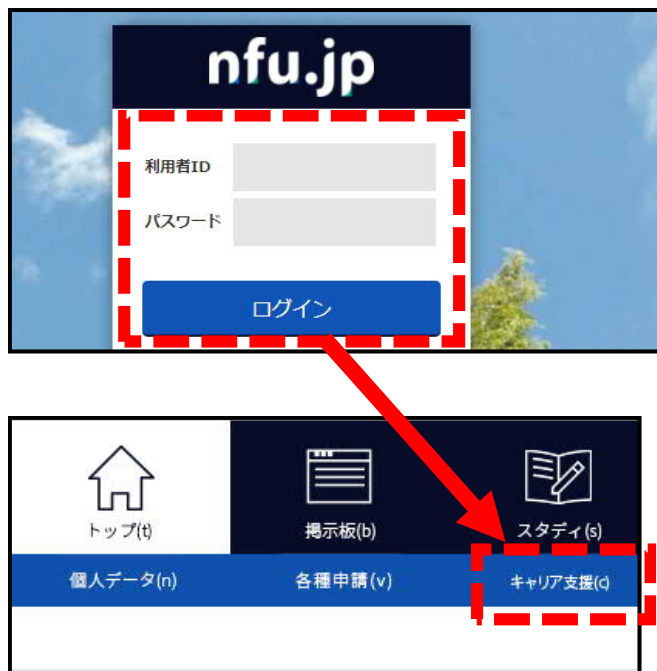 nfu.jp
利用者ID
パスワード
ログイン
トップ(t)
掲示板(b)
スタディ(s)
個人データ(n)
各種申請(v)
キャリア支援(c)